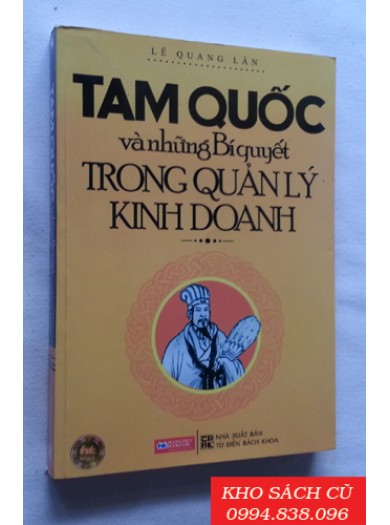 LÊ QUANG LÂN
TAM QUỐC
và những Bí quyết
TRONG QUẢN LÝ
KINH DOANH
NHÀ XUẤT BẢN
TỪ ĐIỂN BÁCH KHOA
KHO SÁCH CŨ
0994.838.096